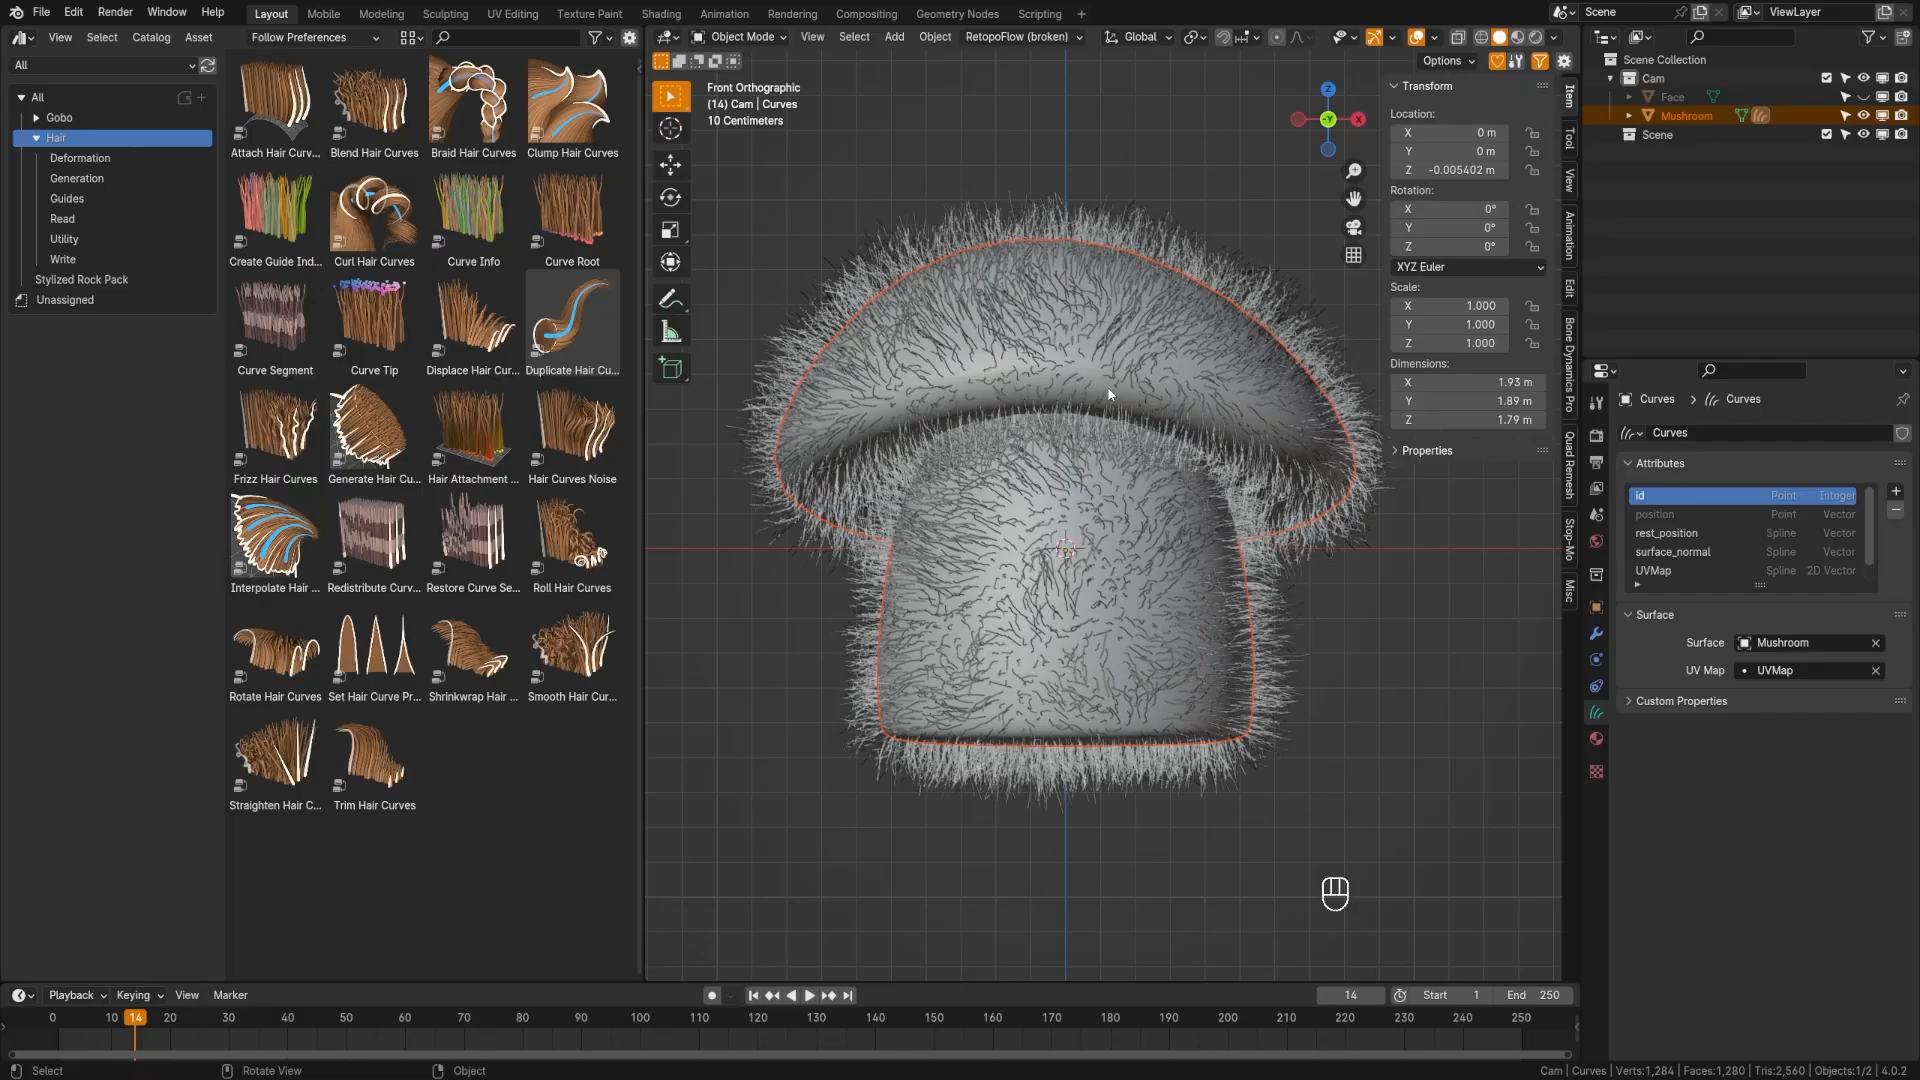 File Edit Render Window Help Layout Mobile Modeling Sculpting UV Editing Texture Paint Shading Animation Rendering Compositing Geometry Nodes Scripting + Scene ViewLayer
View Select Catalog Asset Follow Preferences
Object Mode View Select Add Object RetopoFlow (broken) Global
All
Options
All
Gobo
Hair
Deformation
Generation
Guides
Read
Utility
Write
Stylized Rock Pack
Unassigned
Attach Hair Curv... Blend Hair Curves Braid Hair Curves Clump Hair Curves
Create Guide Ind... Curl Hair Curves Curve Info Curve Root
Curve Segment Curve Tip Displace Hair Cur... Duplicate Hair Cu...
Frizz Hair Curves Generate Hair Cu... Hair Attachment ... Hair Curves Noise
Interpolate Hair ... Redistribute Curv... Restore Curve Se... Roll Hair Curves
Rotate Hair Curves Set Hair Curve Pr... Shrinkwrap Hair ... Smooth Hair Cur...
Straighten Hair C... Trim Hair Curves
Front Orthographic
(14) Cam | Curves
10 Centimeters
Z
-Y
X
Transform
Location:
X 0 m
Y 0 m
Z -0.005402 m
Rotation:
X 0°
Y 0°
Z 0°
XYZ Euler
Scale:
X 1.000
Y 1.000
Z 1.000
Dimensions:
X 1.93 m
Y 1.89 m
Z 1.79 m
Properties
Item
Tool
View
Animation
Edit
Bone Dynamics Pro
Quad Remesh
Stop-Mo
Misc
Scene Collection
Cam
Face
Mushroom
Scene
Curves > Curves
Curves
Attributes
id Point Integer
position Point Vector
rest_position Spline Vector
surface_normal Spline Vector
UVMap Spline 2D Vector
Surface
Surface Mushroom
UV Map UVMap
Custom Properties
Playback Keying View Marker 14 Start 1 End 250
0 10 14 20 30 40 50 60 70 80 90 100 110 120 130 140 150 160 170 180 190 200 210 220 230 240 250
Select Rotate View Object Cam | Curves | Verts:1,284 | Faces:1,280 | Tris:2,560 | Objects:1/2 | 4.0.2